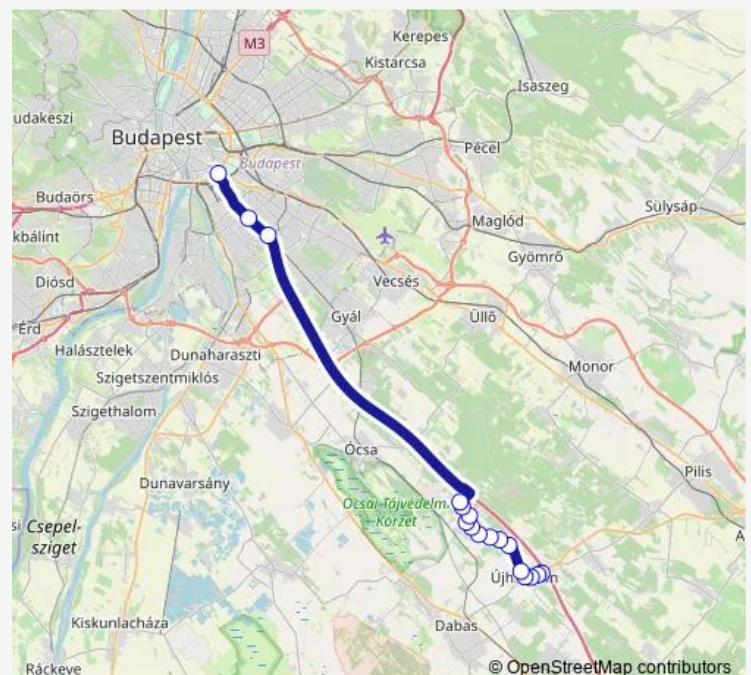 Kerepes
M3
Kistarcsa
Isaszeg
udakeszi
Budapest
Pécel
Budapest
Budaörs
Sülysáp
Maglód
kbálint
Gyömrő
Diósd
Vecsés
Gyál
Üllő
Érd
Halásztelek
Dunaharaszti
Monor
Szigetszentmiklós
Szigethalom
Ócsa
Pilis
Dunavarsány
Ócsai-Tájvédelm.
Körzet
Csepel-
sziget
A
Kiskunlacháza
Dabas
Ráckeve
© OpenStreetMap contributors